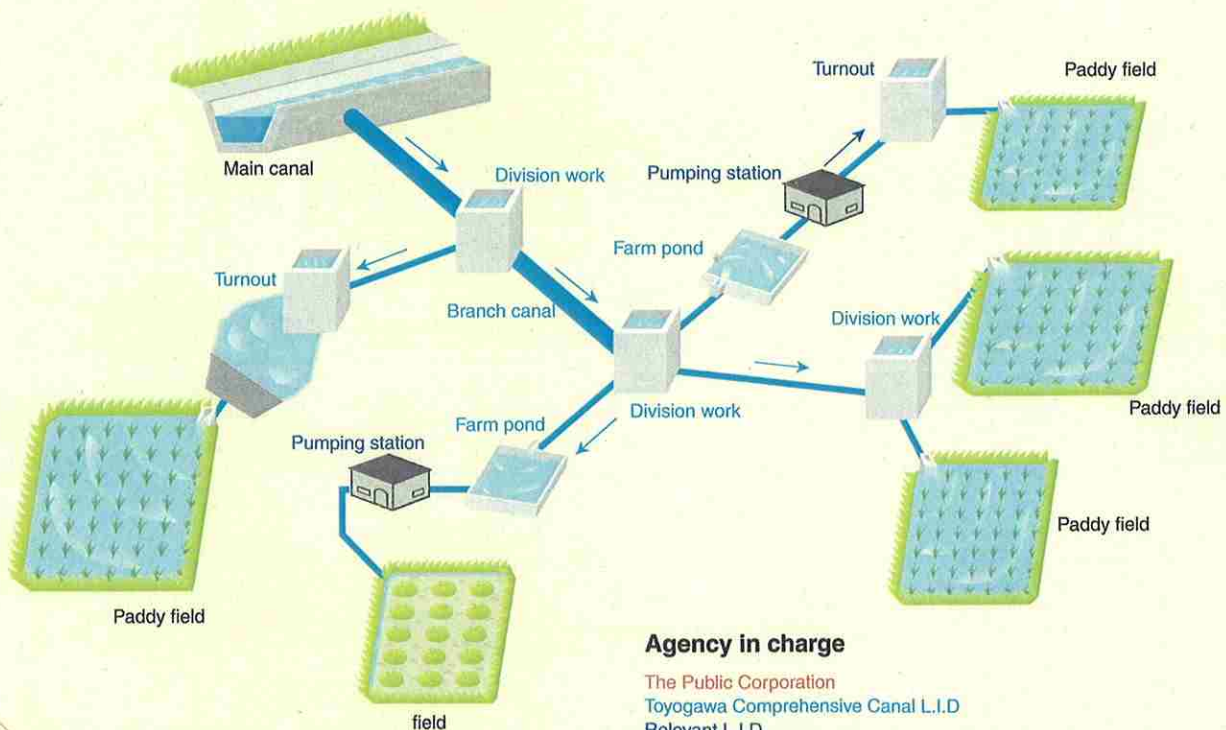 Turnout
Paddy field
Main canal
Division work
Pumping station
Farm pond
Turnout
Branch canal
Division work
Paddy field
Division work
Farm pond
Pumping station
Paddy field
Paddy field
field
Agency in charge
The Public Corporation
Toyogawa Comprehensive Canal L.I.D
Relevant L.I.D